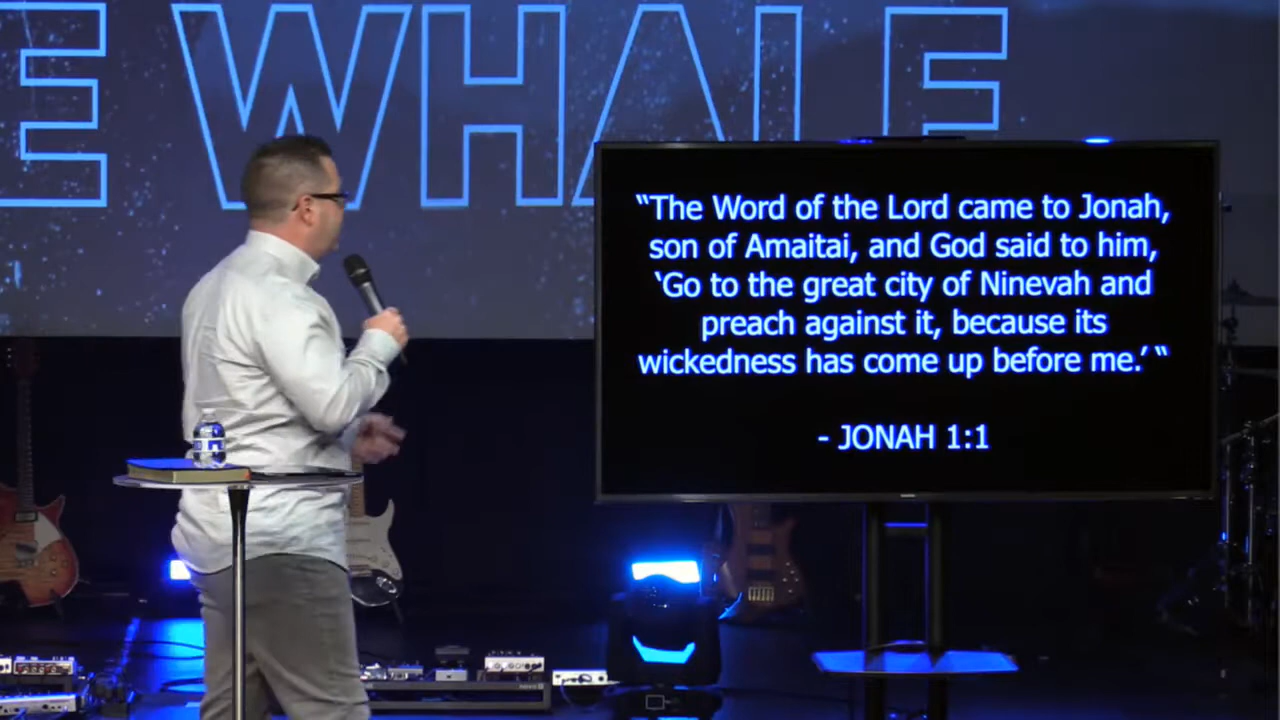 E WHALE
“The Word of the Lord came to Jonah,
son of Amaitai, and God said to him,
‘Go to the great city of Ninevah and
preach against it, because its
wickedness has come up before me.’ “
- JONAH 1:1